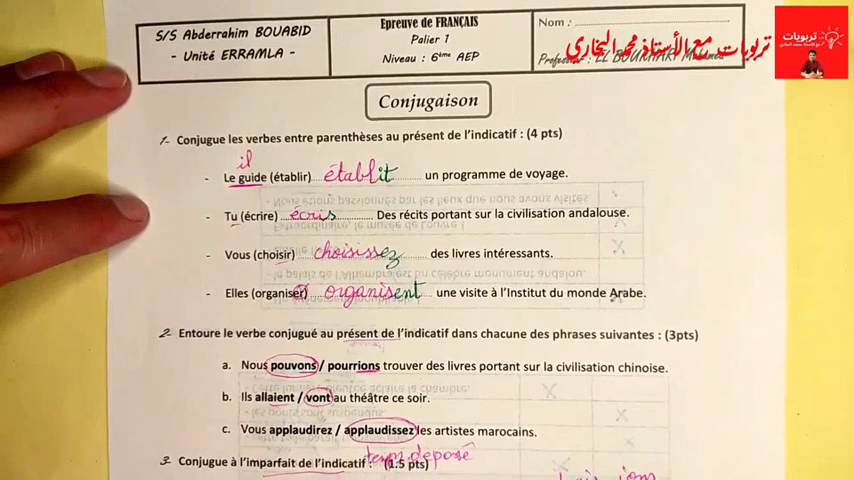 S/S Abderrahim BOUABID
- Unité ERRAMLA -
Epreuve de FRANÇAIS
Palier 1
Niveau : 6ème AEP
Nom :
Professeur : EL BOUKHARI Mohamed
تربويات مع الأستاذ محمد البخاري
تربويات
Conjugaison
1- Conjugue les verbes entre parenthèses au présent de l'indicatif : (4 pts)
il
- Le guide (établir) établit un programme de voyage.
- Tu (écrire) écris Des récits portant sur la civilisation andalouse.
- Vous (choisir) choisissez des livres intéressants.
- Elles (organiser) organisent une visite à l'Institut du monde Arabe.
2- Entoure le verbe conjugué au présent de l'indicatif dans chacune des phrases suivantes : (3pts)
a. Nous pouvons / pourrions trouver des livres portant sur la civilisation chinoise.
b. Ils allaient / vont au théâtre ce soir.
c. Vous applaudirez / applaudissez les artistes marocains.
3- Conjugue à l'imparfait de l'indicatif : (1.5 pts)